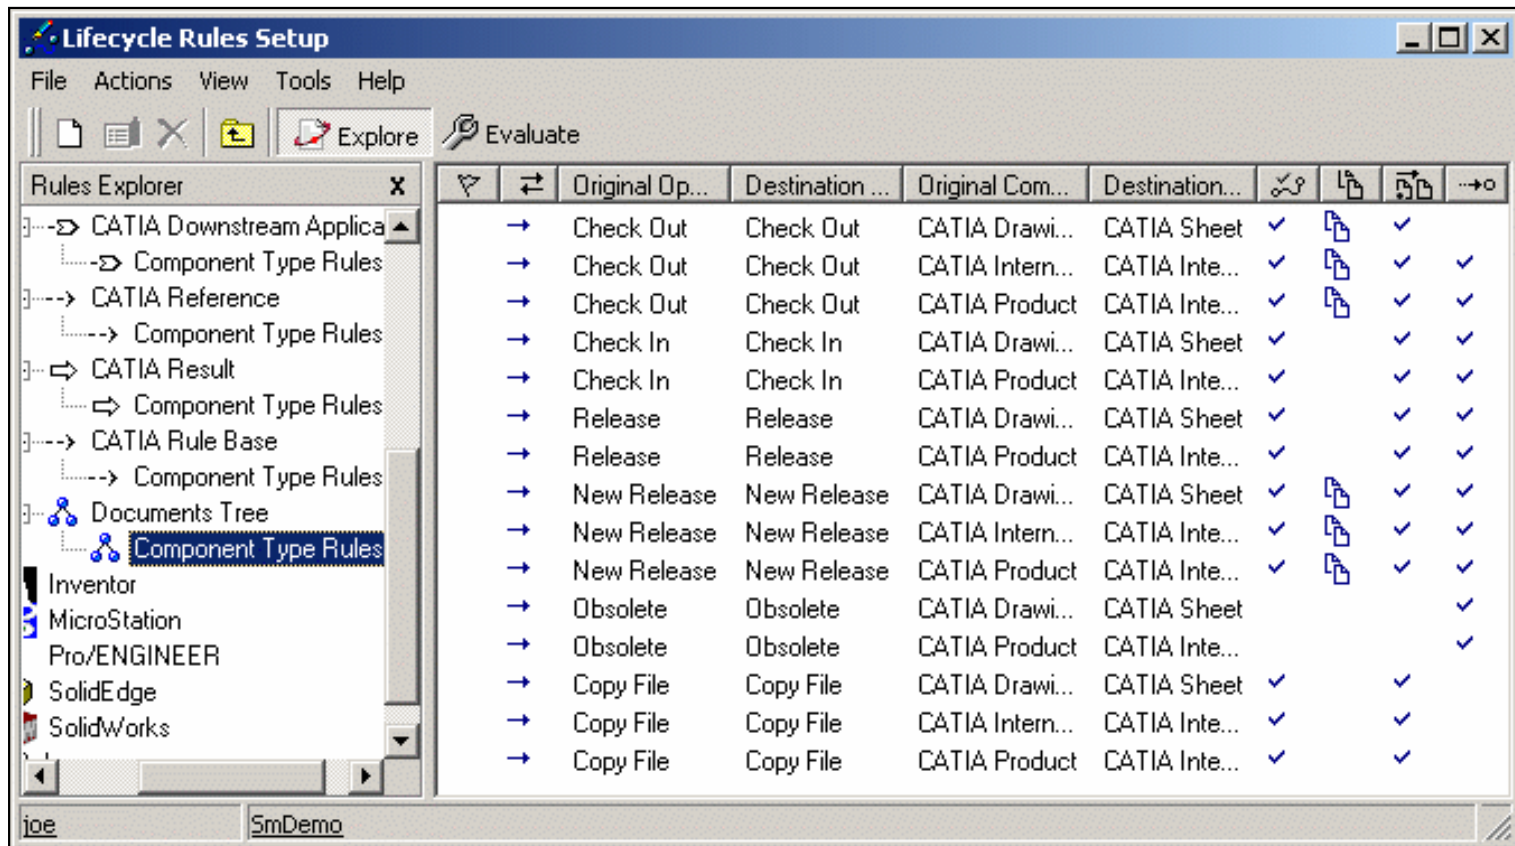 Lifecycle Rules Setup
File Actions View Tools Help
Explore Evaluate
Rules Explorer x
CATIA Downstream Applica
Component Type Rules
CATIA Reference
Component Type Rules
CATIA Result
Component Type Rules
CATIA Rule Base
Component Type Rules
Documents Tree
Component Type Rules
Inventor
MicroStation
Pro/ENGINEER
SolidEdge
SolidWorks
Original Op... Destination ... Original Com... Destination...
Check Out Check Out CATIA Drawi... CATIA Sheet
Check Out Check Out CATIA Intern... CATIA Inte...
Check Out Check Out CATIA Product CATIA Inte...
Check In Check In CATIA Drawi... CATIA Sheet
Check In Check In CATIA Product CATIA Inte...
Release Release CATIA Drawi... CATIA Sheet
Release Release CATIA Product CATIA Inte...
New Release New Release CATIA Drawi... CATIA Sheet
New Release New Release CATIA Intern... CATIA Inte...
New Release New Release CATIA Product CATIA Inte...
Obsolete Obsolete CATIA Drawi... CATIA Sheet
Obsolete Obsolete CATIA Product CATIA Inte...
Copy File Copy File CATIA Drawi... CATIA Sheet
Copy File Copy File CATIA Intern... CATIA Inte...
Copy File Copy File CATIA Product CATIA Inte...
joe SmDemo